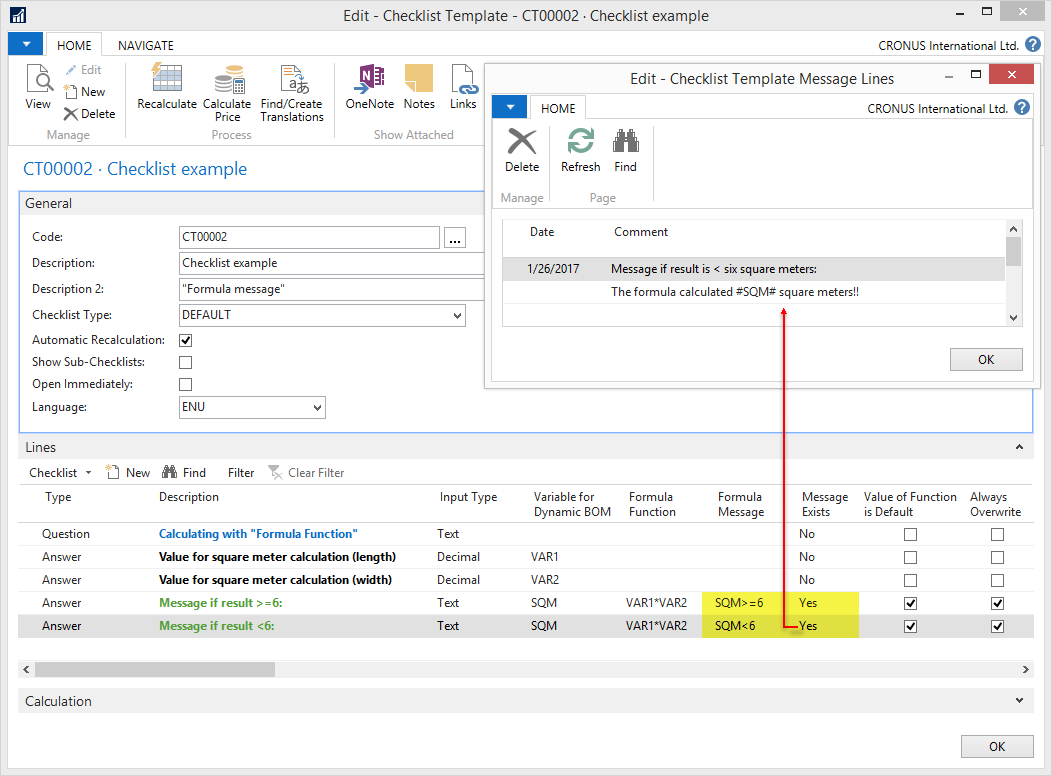 Edit - Checklist Template - CT00002 · Checklist example
HOME NAVIGATE CRONUS International Ltd. ?
View
Edit
New
Delete
Manage
Recalculate
Calculate Price
Find/Create Translations
Process
OneNote
Notes
Links
Show Attached
Edit - Checklist Template Message Lines
HOME CRONUS International Ltd. ?
Delete
Manage
Refresh
Find
Page
Date Comment
1/26/2017 Message if result is < six square meters:
The formula calculated #SQM# square meters!!
OK
CT00002 · Checklist example
General
Code: CT00002 ...
Description: Checklist example
Description 2: "Formula message"
Checklist Type: DEFAULT
Automatic Recalculation:
Show Sub-Checklists:
Open Immediately:
Language: ENU
Lines
Checklist New Find Filter Clear Filter
Type Description Input Type Variable for Dynamic BOM Formula Function Formula Message Message Exists Value of Function is Default Always Overwrite
Question Calculating with "Formula Function" Text No
Answer Value for square meter calculation (length) Decimal VAR1 No
Answer Value for square meter calculation (width) Decimal VAR2 No
Answer Message if result >=6: Text SQM VAR1*VAR2 SQM>=6 Yes
Answer Message if result <6: Text SQM VAR1*VAR2 SQM<6 Yes
Calculation
OK